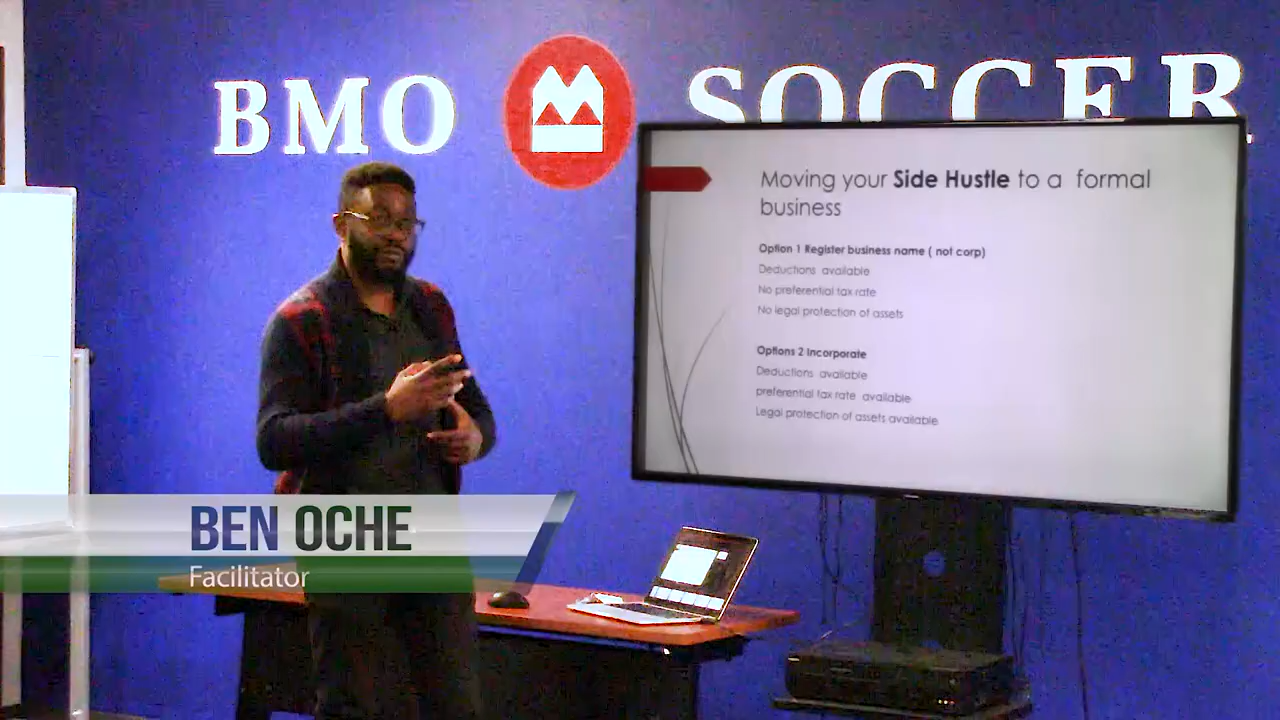 BMO SOCCER
Moving your Side Hustle to a formal
business
Option 1 Register business name ( not corp)
Deductions available
No preferential tax rate
No legal protection of assets
Options 2 Incorporate
Deductions available
preferential tax rate available
Legal protection of assets available
BEN OCHE
Facilitator